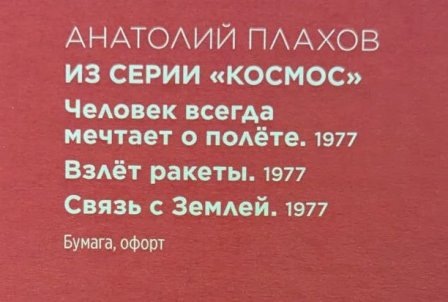 АНАТОЛИЙ ПЛАХОВ
ИЗ СЕРИИ «КОСМОС»
Человек всегда
мечтает о полёте. 1977
Взлёт ракеты. 1977
Связь с Землей. 1977
Бумага, офорт